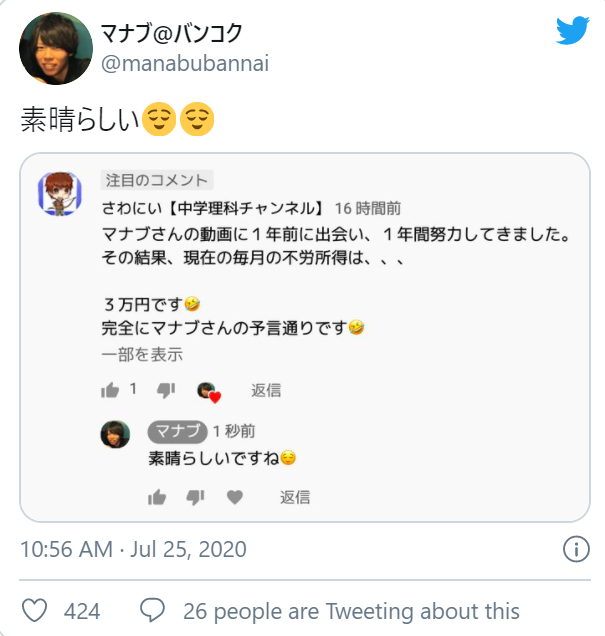 マナブ@バンコク
@manabubannai
素晴らしい😌😌
注目のコメント
さわにい【中学理科チャンネル】 16 時間前
マナブさんの動画に１年前に出会い、１年間努力してきました。
その結果、現在の毎月の不労所得は、、、
３万円です🤣
完全にマナブさんの予言通りです🤣
一部を表示
1 返信
マナブ 1 秒前
素晴らしいですね😌
返信
10:56 AM · Jul 25, 2020
424 26 people are Tweeting about this